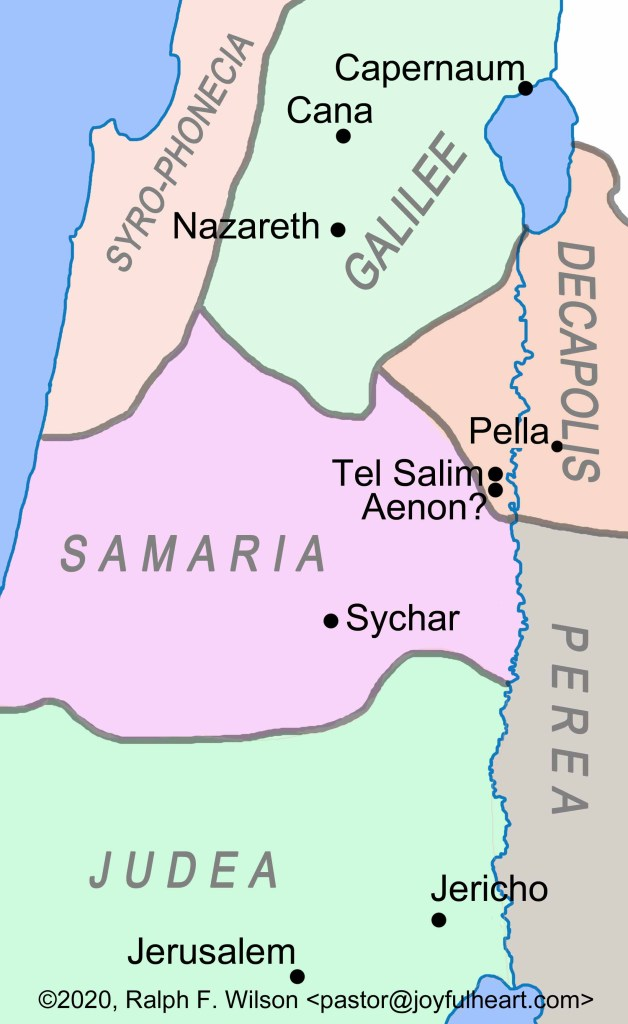 Capernaum
Cana
SYRO-PHONECIA
GALILEE
Nazareth
DECAPOLIS
Pella
Tel Salim
Aenon?
SAMARIA
Sychar
PEREA
JUDEA
Jericho
Jerusalem
©2020, Ralph F. Wilson <pastor@joyfulheart.com>